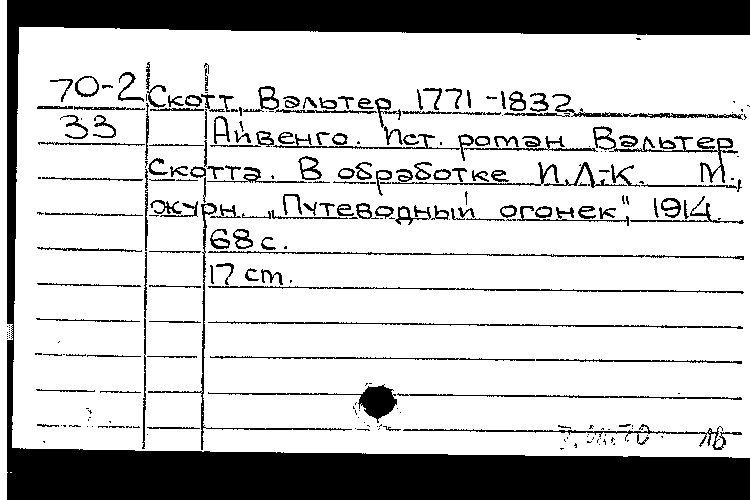 70-2 Скотт, Вальтер, 1771-1832.
33 Айвенго. Ист. роман Вальтер
Скотта. В обработке И.Л.-К. М.,
журн. „Путеводный огонек“, 1914.
68 с.
17 cm.